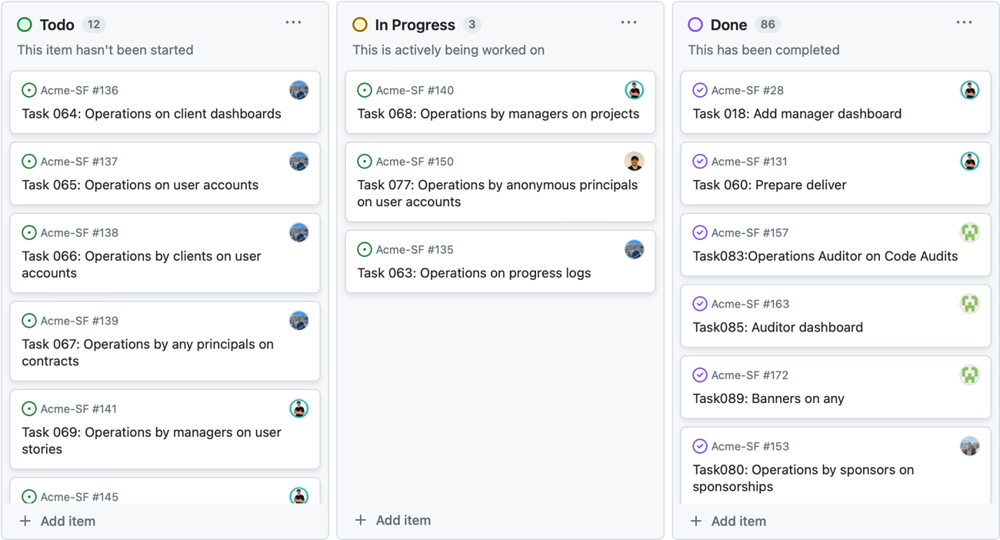 Todo 12
This item hasn't been started
Acme-SF #136
Task 064: Operations on client dashboards
Acme-SF #137
Task 065: Operations on user accounts
Acme-SF #138
Task 066: Operations by clients on user
accounts
Acme-SF #139
Task 067: Operations by any principals on
contracts
Acme-SF #141
Task 069: Operations by managers on user
stories
Acme-SF #145
+ Add item
In Progress 3
This is actively being worked on
Acme-SF #140
Task 068: Operations by managers on projects
Acme-SF #150
Task 077: Operations by anonymous principals
on user accounts
Acme-SF #135
Task 063: Operations on progress logs
+ Add item
Done 86
This has been completed
Acme-SF #28
Task 018: Add manager dashboard
Acme-SF #131
Task 060: Prepare deliver
Acme-SF #157
Task083:Operations Auditor on Code Audits
Acme-SF #163
Task085: Auditor dashboard
Acme-SF #172
Task089: Banners on any
Acme-SF #153
Task080: Operations by sponsors on
sponsorships
+ Add item